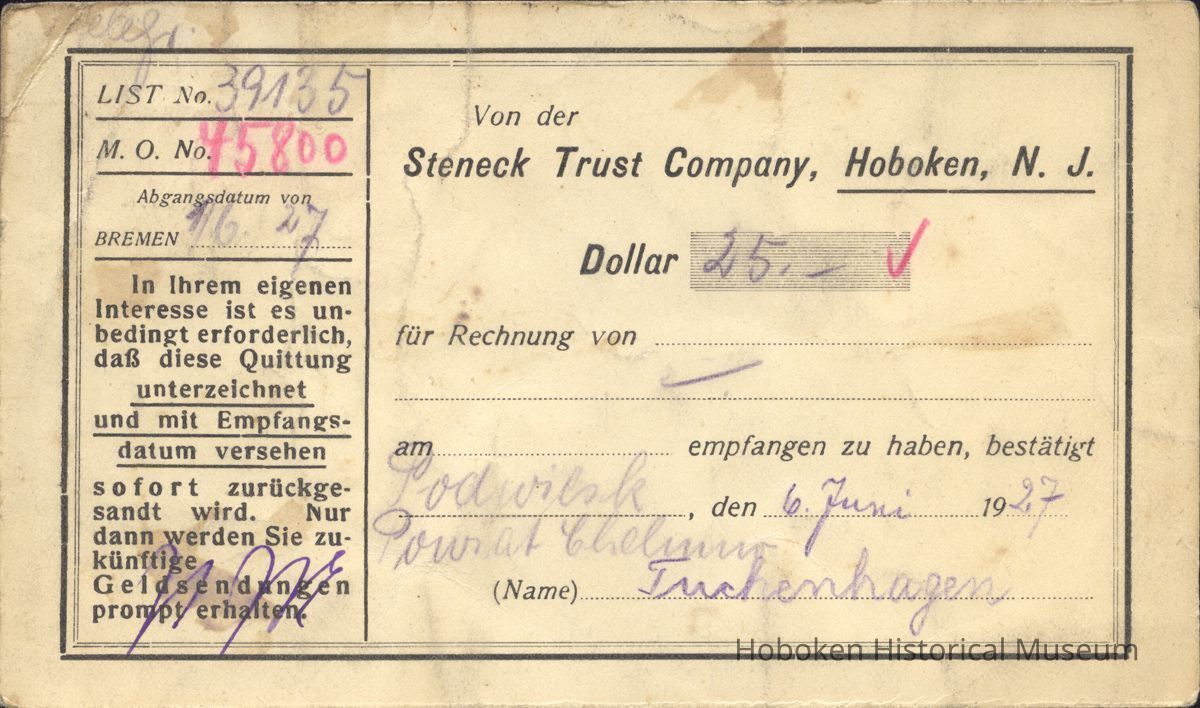 LIST No. 39135
M. O. No. 45800
Abgangsdatum von
BREMEN 1/6. 27
In Ihrem eigenen
Interesse ist es un-
bedingt erforderlich,
daß diese Quittung
unterzeichnet
und mit Empfangs-
datum versehen
sofort zurückge-
sandt wird. Nur
dann werden Sie zu-
künftige
Geldsendungen
prompt erhalten.
Von der
Steneck Trust Company, Hoboken, N. J.
Dollar 25.–
für Rechnung von
am empfangen zu haben, bestätigt
Podwiesk, den 6. Juni 1927
Powiat Chelmno
(Name) Tuchenhagen
Hoboken Historical Museum